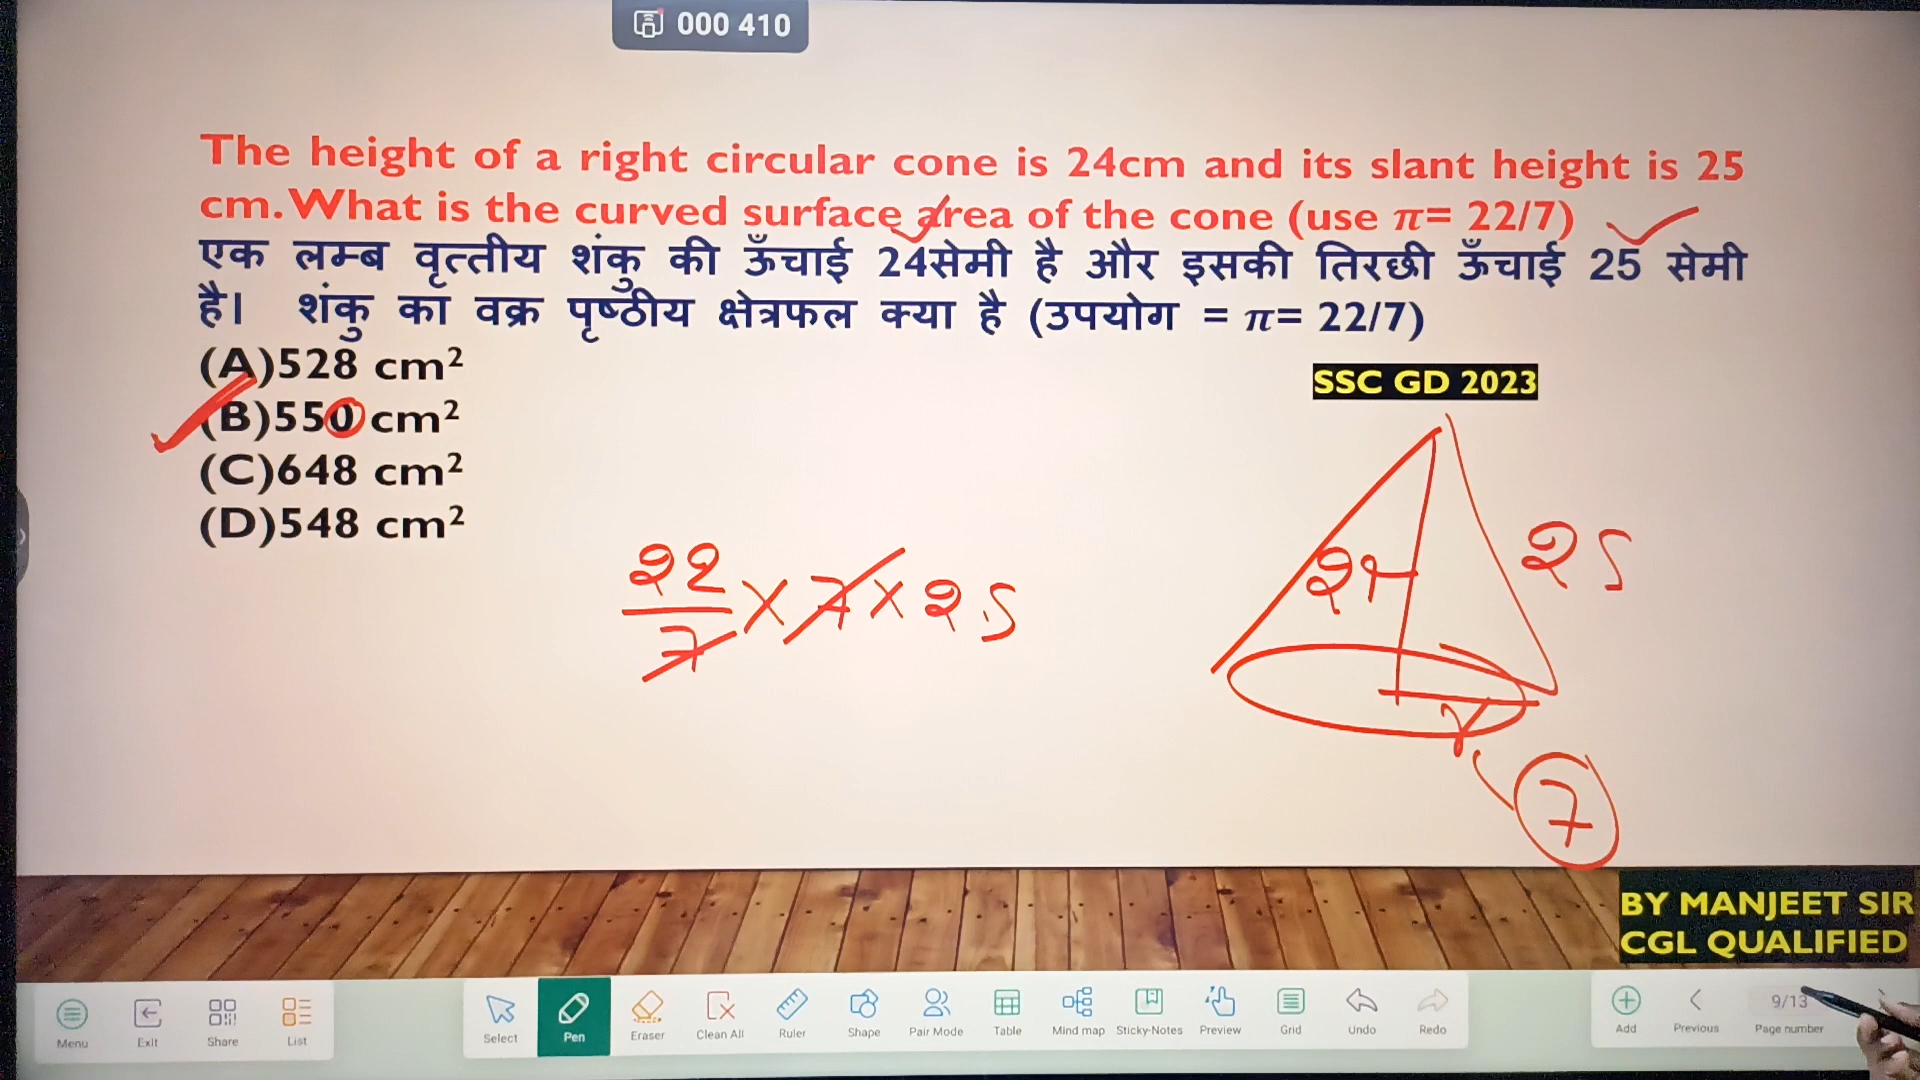 000 410
The height of a right circular cone is 24cm and its slant height is 25
cm. What is the curved surface area of the cone (use π= 22/7)
एक लम्ब वृत्तीय शंकु की ऊँचाई 24सेमी है और इसकी तिरछी ऊँचाई 25 सेमी
है। शंकु का वक्र पृष्ठीय क्षेत्रफल क्या है (उपयोग = π= 22/7)
(A)528 cm²
(B)550 cm²
(C)648 cm²
(D)548 cm²
SSC GD 2023
22/7 × 7 × 25
24
25
r
7
BY MANJEET SIR
CGL QUALIFIED
Menu Exit Share List Select Pen Eraser Clean All Ruler Shape Pair Mode Table Mind map Sticky-Notes Preview Grid Undo Redo Add Previous 9/13 Page number